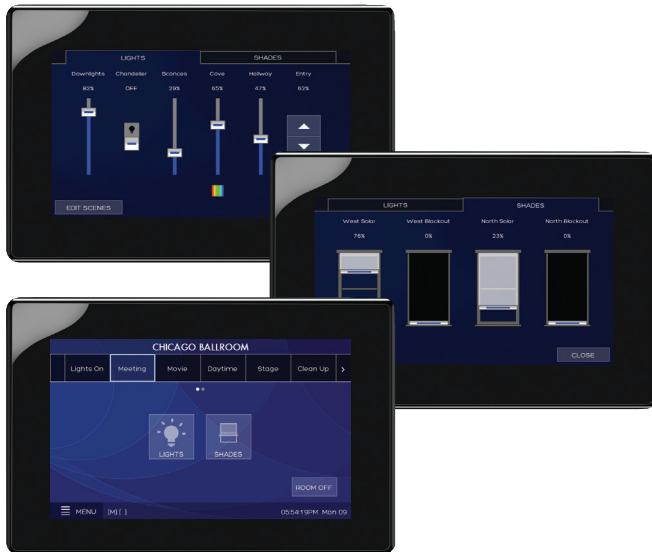 LIGHTS SHADES
Downlights Chandelier Sconces Cove Hallway Entry
82% OFF 29% 65% 47% 62%
EDIT SCENES
LIGHTS SHADES
West Solar West Blackout North Solar North Blackout
76% 0% 23% 0%
CLOSE
CHICAGO BALLROOM
Lights On Meeting Movie Daytime Stage Clean Up >
LIGHTS SHADES
ROOM OFF
MENU [M] [ ] 05:54:19PM Mon 09